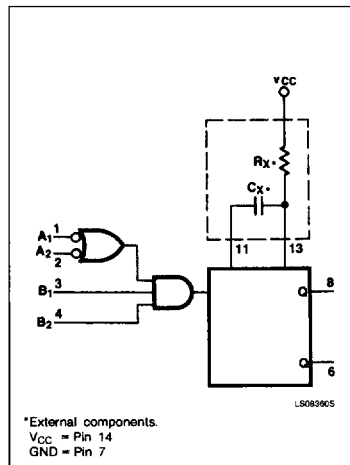 VCC
RX*
CX*
11 13
A1 1
A2 2
B1 3
B2 4
Q 8
Q 6
LS08360S
*External components.
VCC = Pin 14
GND = Pin 7